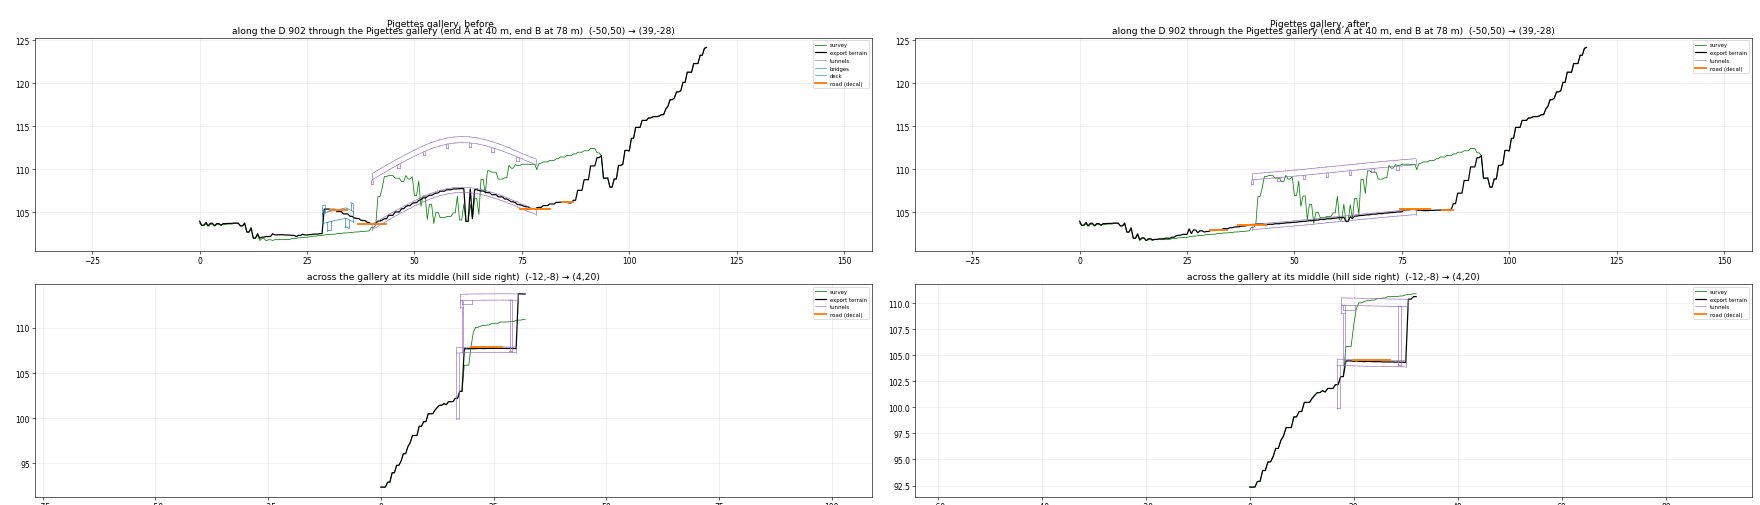 Pigettes gallery, before
along the D 902 through the Pigettes gallery (end A at 40 m, end B at 78 m)  (-50,50) → (39,-28)
125
120
115
110
105
−25
0
25
50
75
100
125
150
survey
export terrain
tunnels
bridges
deck
road (decal)
Pigettes gallery, after
along the D 902 through the Pigettes gallery (end A at 40 m, end B at 78 m)  (-50,50) → (39,-28)
125
120
115
110
105
−25
0
25
50
75
100
125
150
survey
export terrain
tunnels
road (decal)
across the gallery at its middle (hill side right)  (-12,-8) → (4,20)
110
105
100
95
survey
export terrain
tunnels
road (decal)
across the gallery at its middle (hill side right)  (-12,-8) → (4,20)
110.0
107.5
105.0
102.5
100.0
97.5
95.0
92.5
survey
export terrain
tunnels
road (decal)